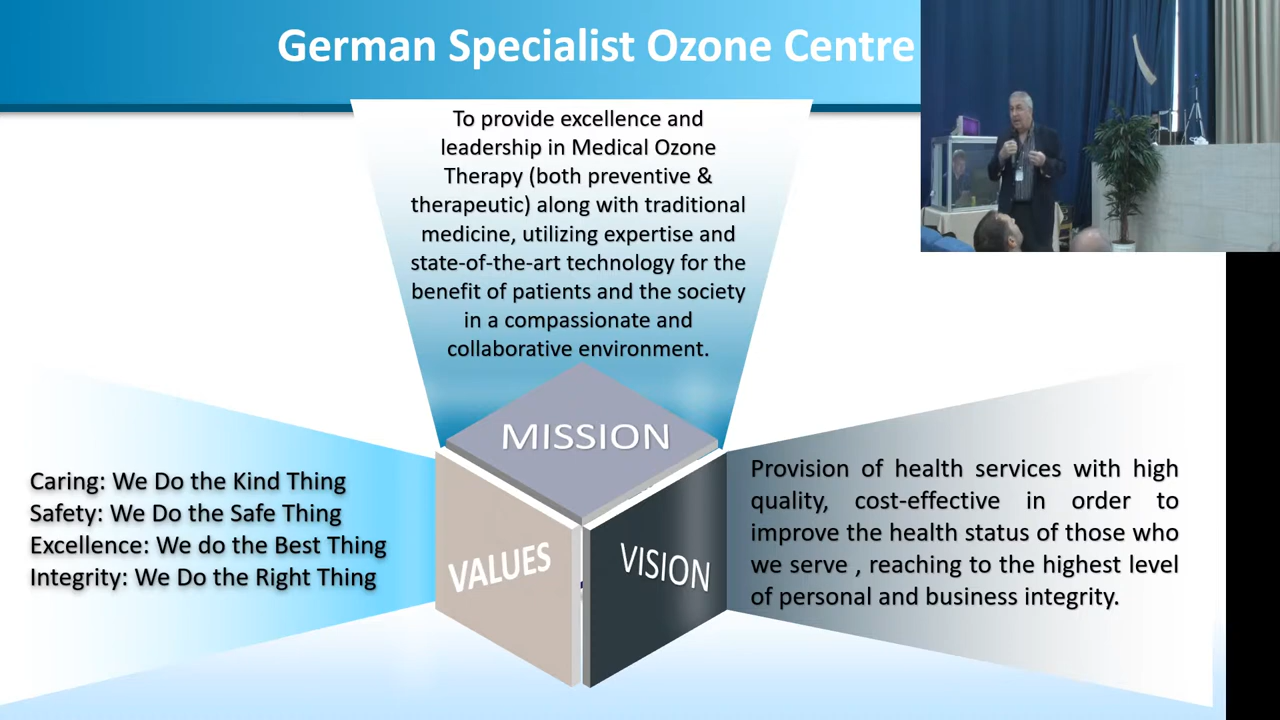 German Specialist Ozone Centre
To provide excellence and
leadership in Medical Ozone
Therapy (both preventive &
therapeutic) along with traditional
medicine, utilizing expertise and
state-of-the-art technology for the
benefit of patients and the society
in a compassionate and
collaborative environment.
MISSION
Caring: We Do the Kind Thing
Safety: We Do the Safe Thing
Excellence: We do the Best Thing
Integrity: We Do the Right Thing
VALUES
VISION
Provision of health services with high
quality, cost-effective in order to
improve the health status of those who
we serve , reaching to the highest level
of personal and business integrity.